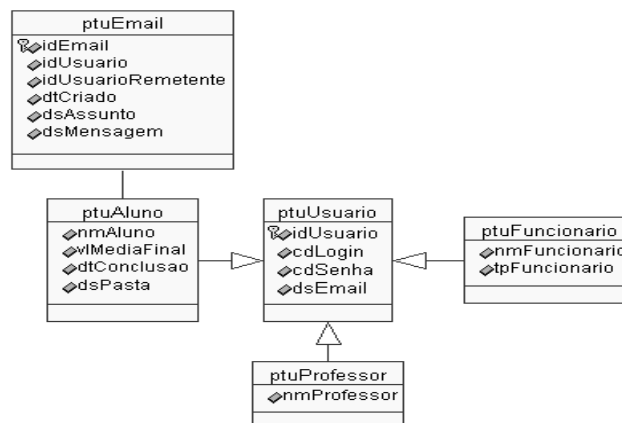 ptuEmail
idEmail
idUsuario
idUsuarioRemetente
dtCriado
dsAssunto
dsMensagem
ptuAluno
nmAluno
vlMediaFinal
dtConclusao
dsPasta
ptuUsuario
idUsuario
cdLogin
cdSenha
dsEmail
ptuFuncionario
nmFuncionario
tpFuncionario
ptuProfessor
nmProfessor